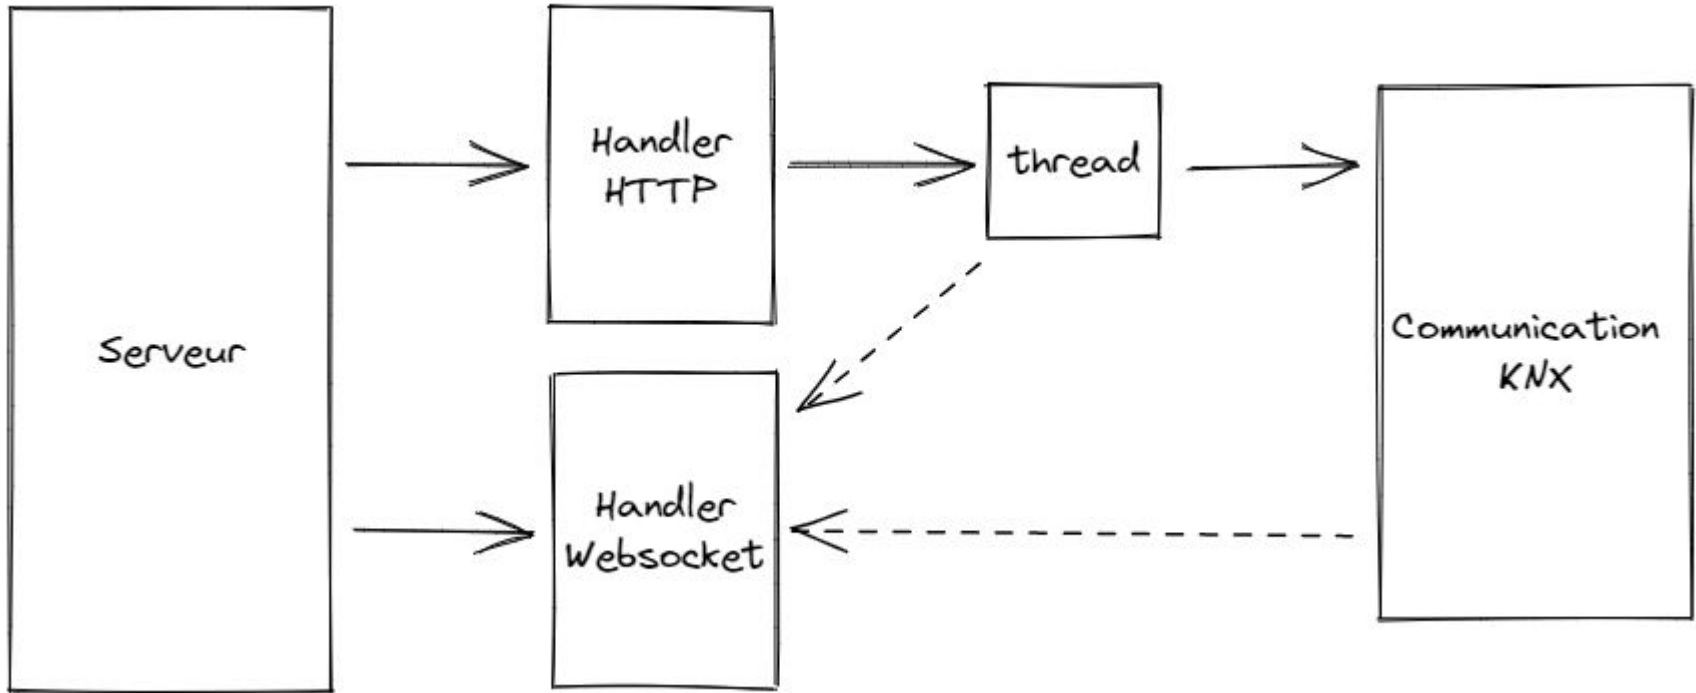 Handler
HTTP
thread
Serveur
Communication
KNX
Handler
Websocket